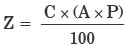 Z = C × (A × P) / 100